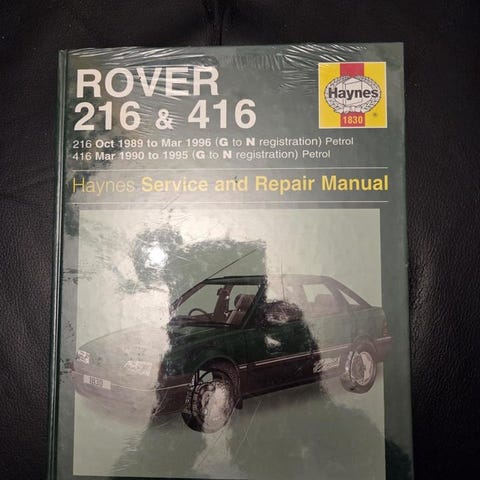 ROVER
216 & 416
Haynes
1830
216 Oct 1989 to Mar 1996 (G to N registration) Petrol
416 Mar 1990 to 1995 (G to N registration) Petrol
Haynes Service and Repair Manual
1830